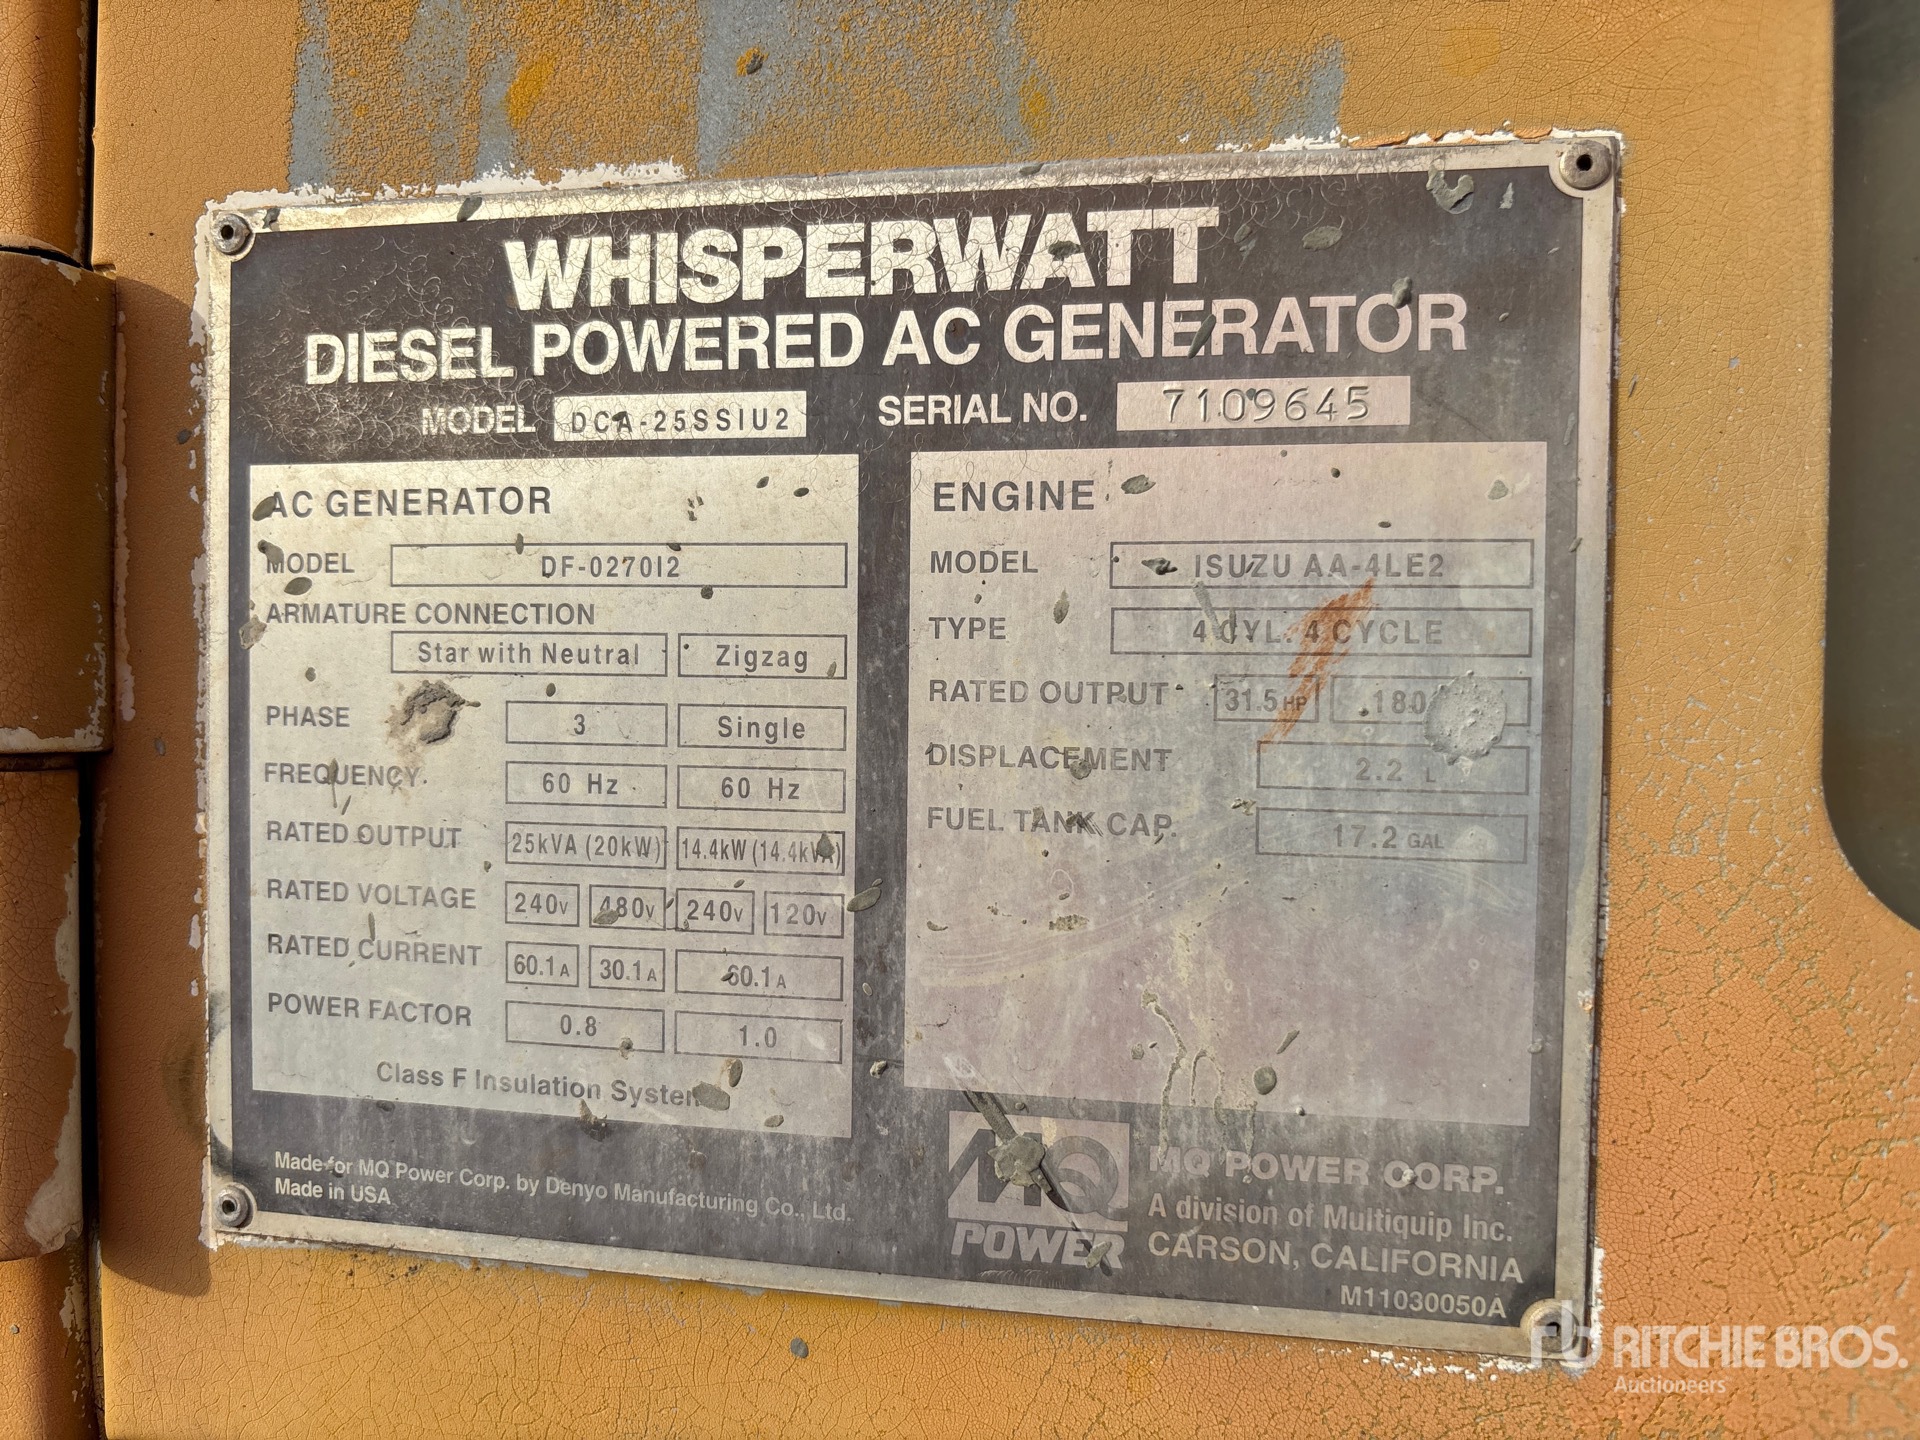 WHISPERWATT
DIESEL POWERED AC GENERATOR
MODEL DCA-25SSIU2 SERIAL NO. 7109645
AC GENERATOR
MODEL DF-0270I2
ARMATURE CONNECTION
Star with Neutral Zigzag
PHASE 3 Single
FREQUENCY 60 Hz 60 Hz
RATED OUTPUT 25kVA (20kW) 14.4kW (14.4kVA)
RATED VOLTAGE 240V 480V 240V 120V
RATED CURRENT 60.1A 30.1A 60.1A
POWER FACTOR 0.8 1.0
Class F Insulation System
ENGINE
MODEL ISUZU AA-4LE2
TYPE 4 CYL. 4 CYCLE
RATED OUTPUT 31.5 HP
DISPLACEMENT 2.2 L
FUEL TANK CAP. 17.2 GAL
Made for MQ Power Corp. by Denyo Manufacturing Co., Ltd.
Made in USA
MQ
POWER
MQ POWER CORP.
A division of Multiquip Inc.
CARSON, CALIFORNIA
M11030050A
rb RITCHIE BROS.
Auctioneers